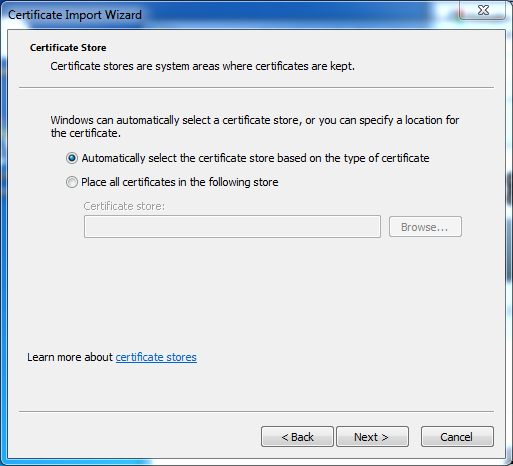 Certificate Import Wizard
Certificate Store
Certificate stores are system areas where certificates are kept.
Windows can automatically select a certificate store, or you can specify a location for
the certificate.
Automatically select the certificate store based on the type of certificate
Place all certificates in the following store
Certificate store:
Browse...
Learn more about certificate stores
< Back Next > Cancel